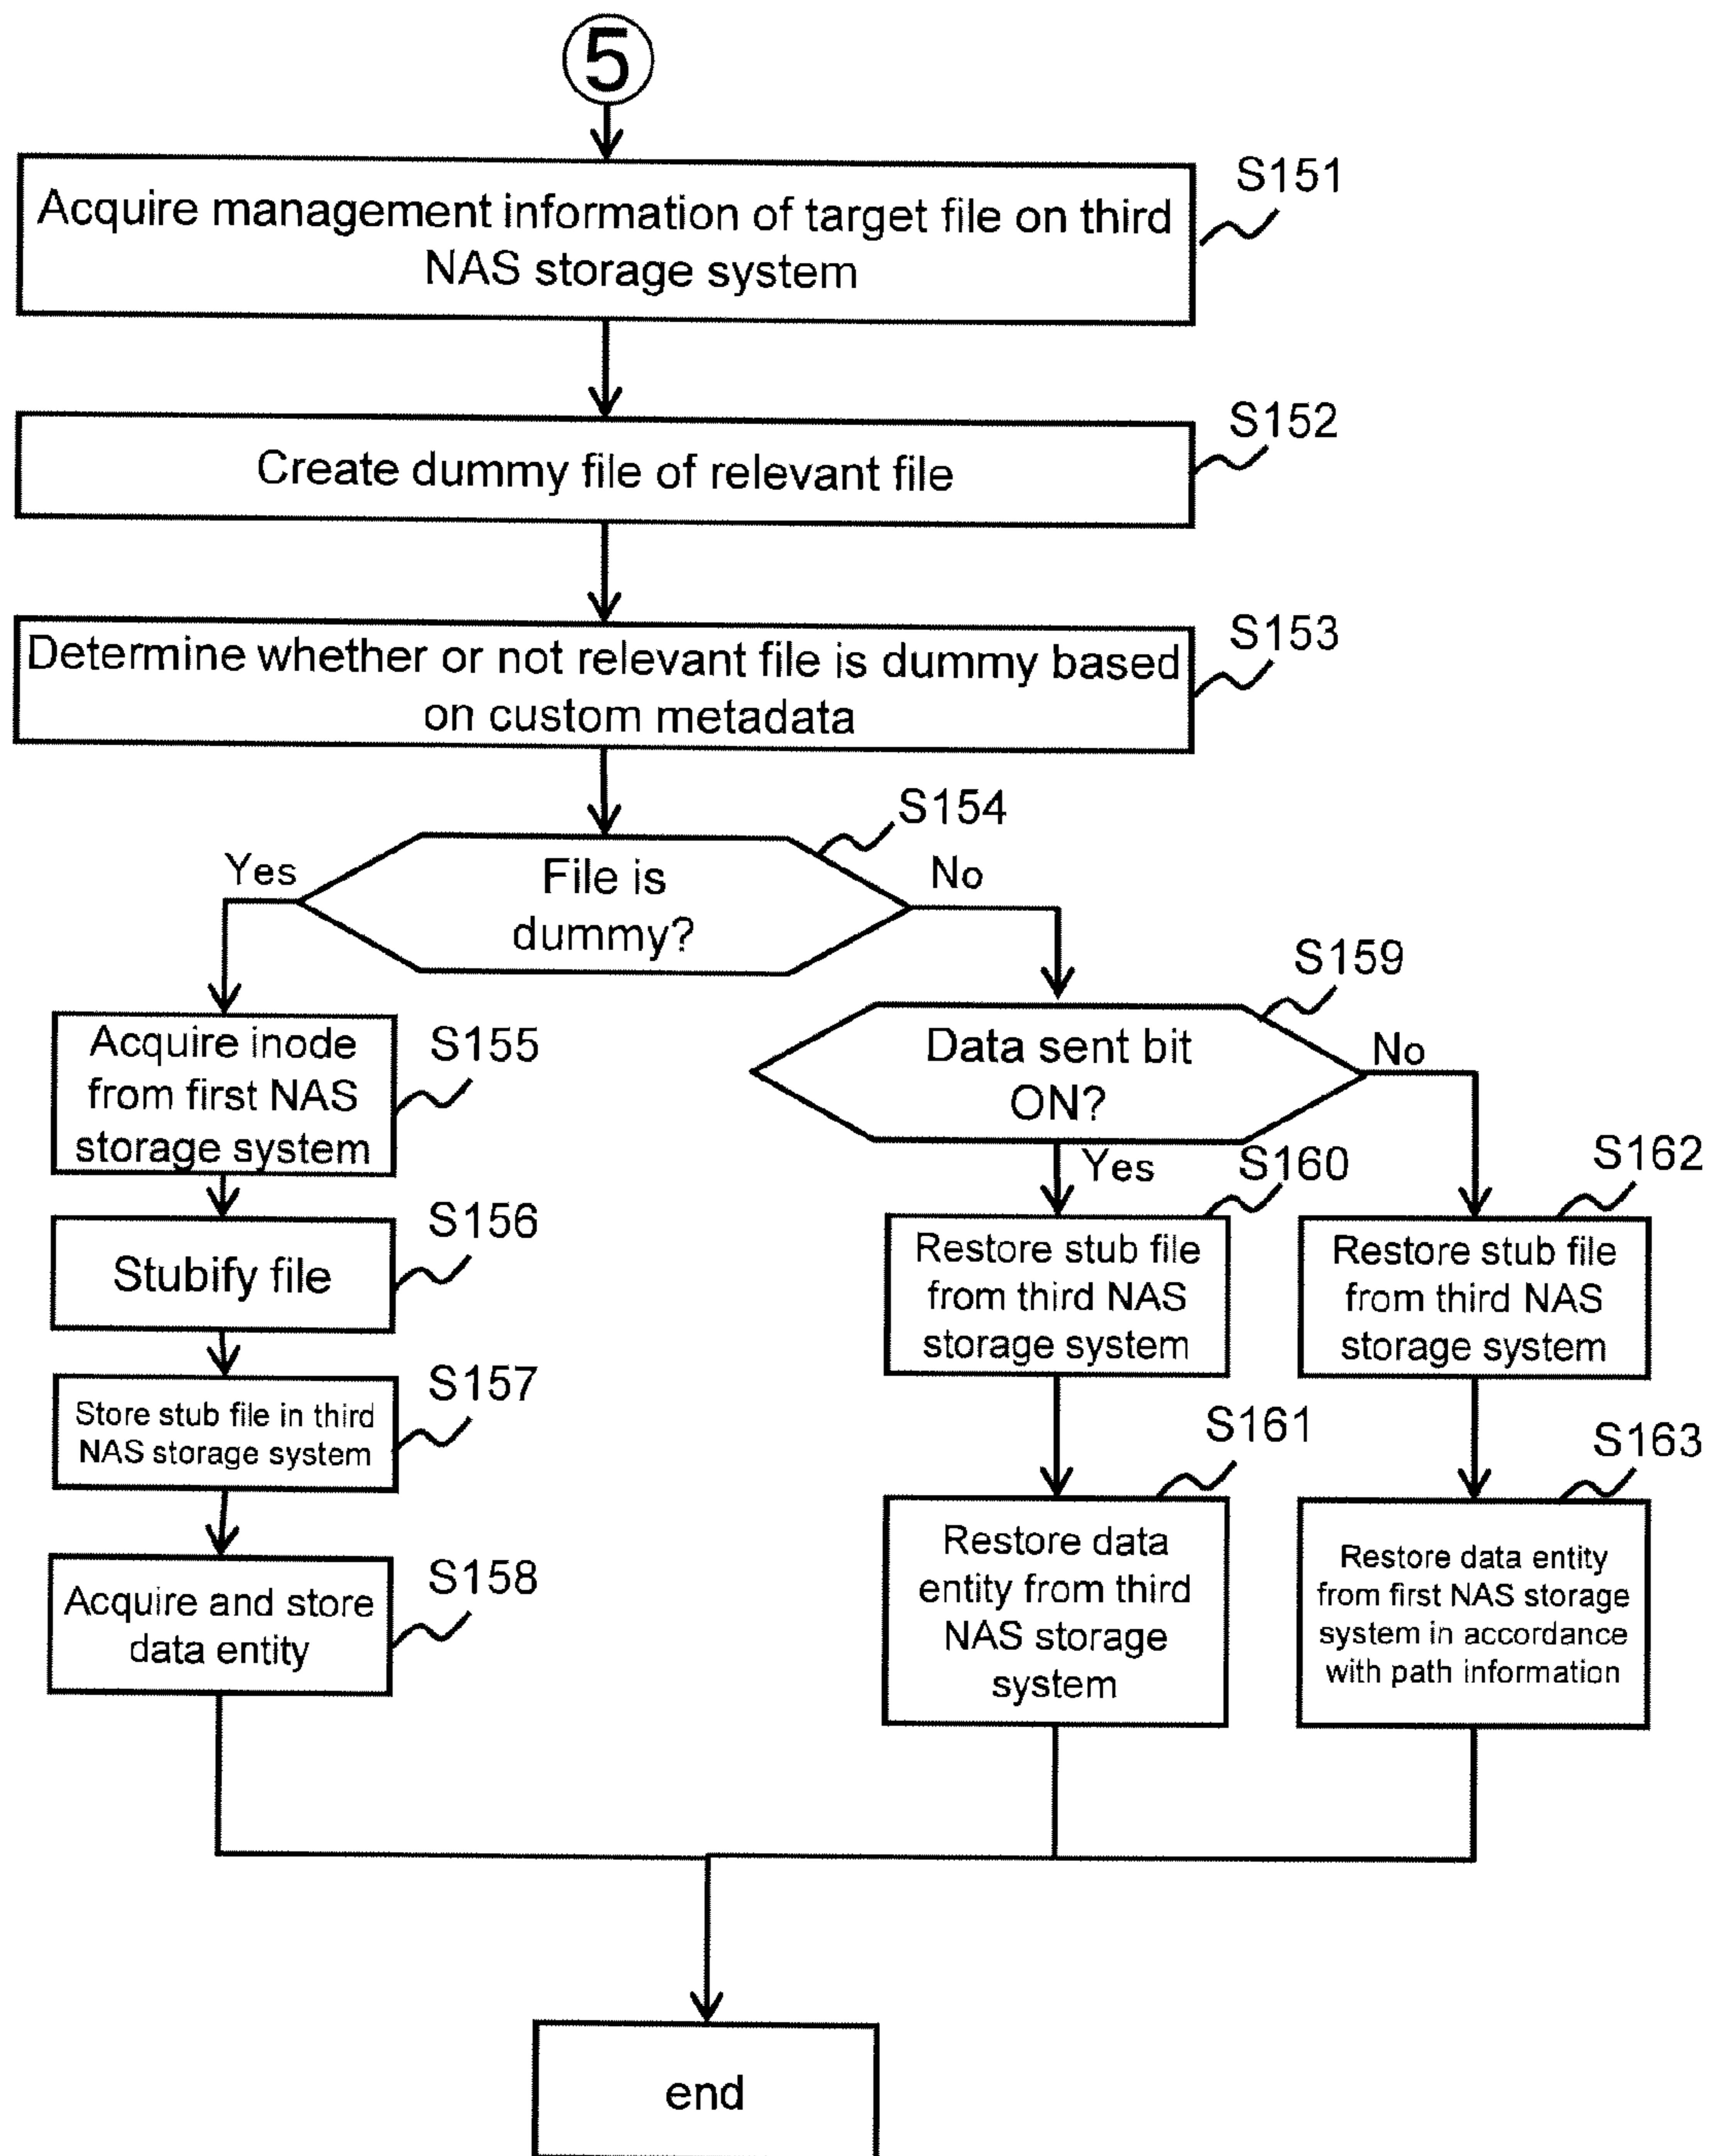 5
S151
Acquire management information of target file on third
NAS storage system
S152
Create dummy file of relevant file
S153
Determine whether or not relevant file is dummy based
on custom metadata
S154
Yes
File is
dummy?
No
S159
Data sent bit
ON?
No
Yes
Acquire inode
from first NAS
storage system
S155
Stubify file
S156
Store stub file in third
NAS storage system
S157
Acquire and store
data entity
S158
S160
Restore stub file
from third NAS
storage system
S161
Restore data
entity from third
NAS storage
system
S162
Restore stub file
from third NAS
storage system
S163
Restore data entity
from first NAS storage
system in accordance
with path information
end